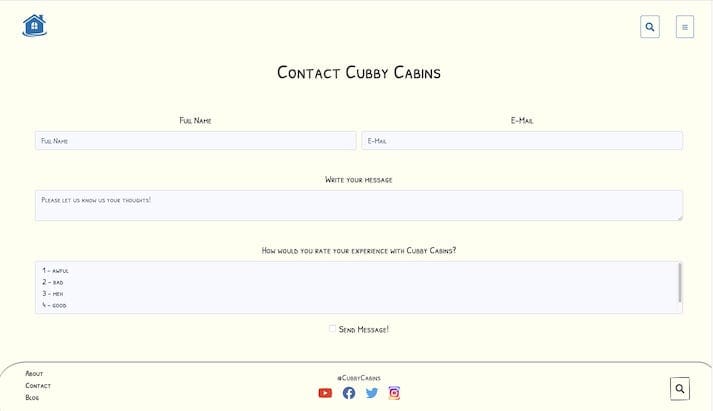 Contact Cubby Cabins
Full Name
E-Mail
Full Name
E-Mail
Write your message
Please let us know us your thoughts!
How would you rate your experience with Cubby Cabins?
1 - awful
2 - bad
3 - meh
4 - good
Send Message!
About
Contact
Blog
@CubbyCabins